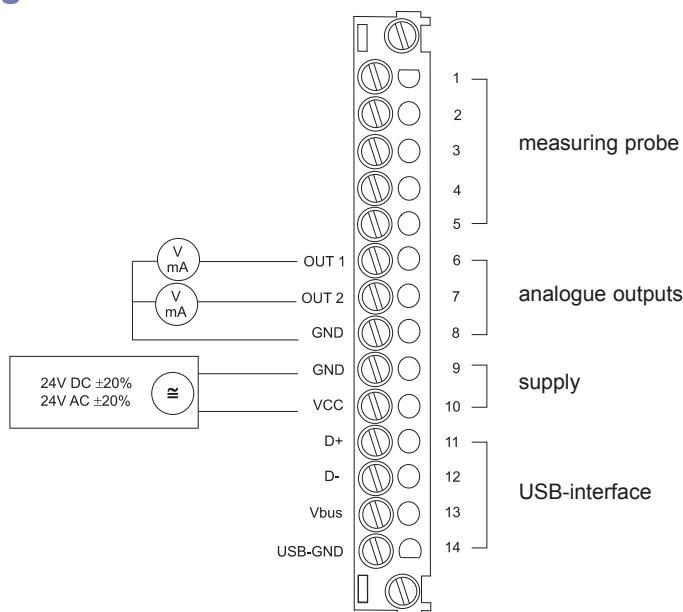 1
2
measuring probe
3
4
5
V
mA
OUT 1
6
V
mA
OUT 2
7
analogue outputs
GND
8
GND
9
24V DC ±20%
24V AC ±20%
≅
supply
VCC
10
D+
11
D-
12
USB-interface
Vbus
13
USB-GND
14